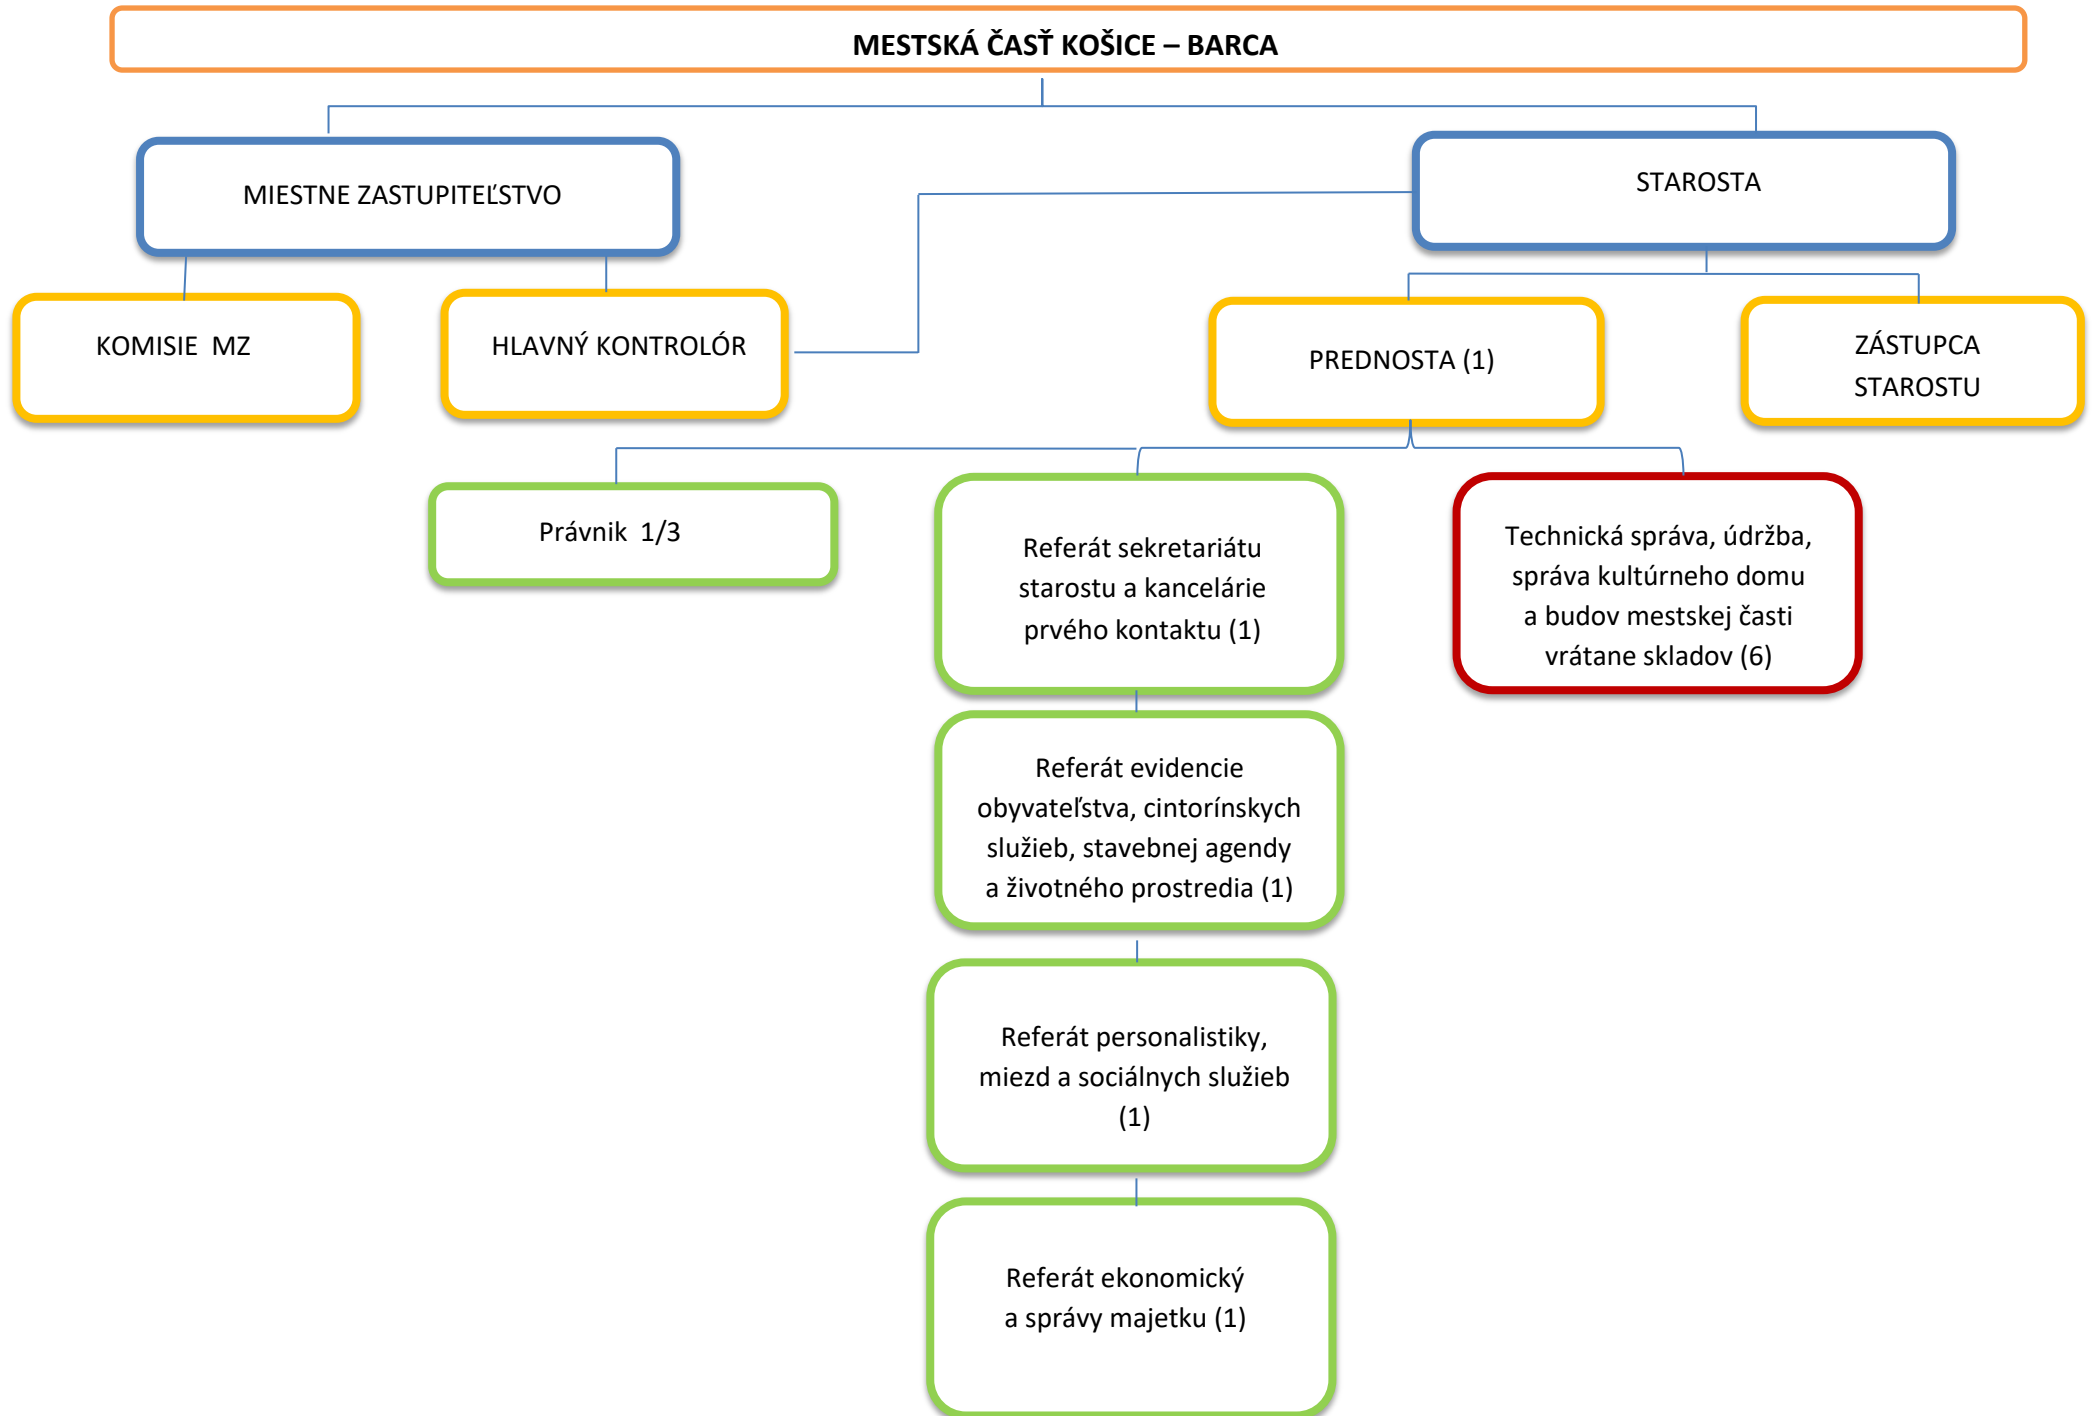 MESTSKÁ ČASŤ KOŠICE – BARCA
MIESTNE ZASTUPITEĽSTVO
STAROSTA
KOMISIE  MZ
HLAVNÝ KONTROLÓR
PREDNOSTA (1)
ZÁSTUPCA
STAROSTU
Právnik  1/3
Referát sekretariátu
starostu a kancelárie
prvého kontaktu (1)
Technická správa, údržba,
správa kultúrneho domu
a budov mestskej časti
vrátane skladov (6)
Referát evidencie
obyvateľstva, cintorínskych
služieb, stavebnej agendy
a životného prostredia (1)
Referát personalistiky,
miezd a sociálnych služieb
(1)
Referát ekonomický
a správy majetku (1)